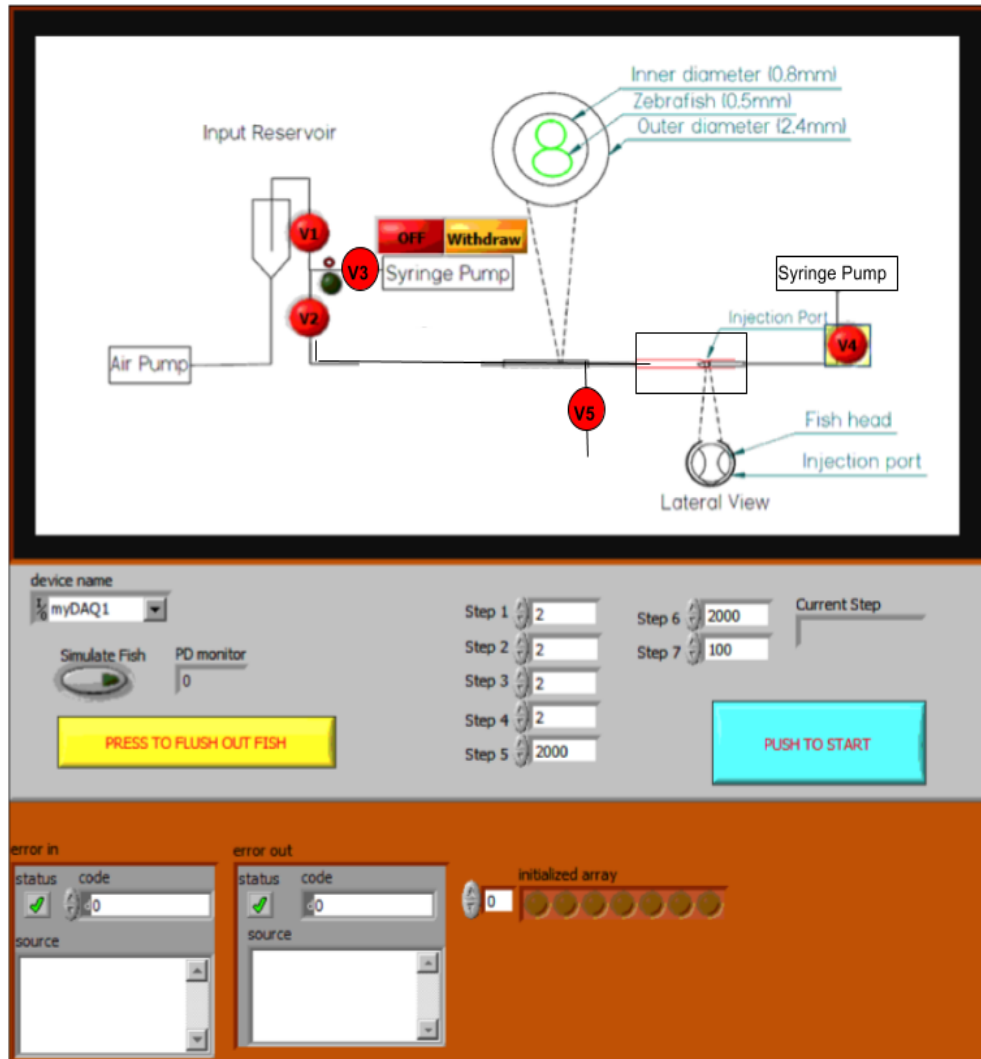 Inner diameter (0.8mm)
Zebrafish (0.5mm)
Outer diameter (2.4mm)
Input Reservoir
V1
OFF Withdraw
V3
Syringe Pump
V2
Syringe Pump
Injection Port
V4
Air Pump
V5
Fish head
Injection port
Lateral View
device name
myDAQ1
Simulate Fish
PD monitor
0
PRESS TO FLUSH OUT FISH
Step 1 2
Step 2 2
Step 3 2
Step 4 2
Step 5 2000
Step 6 2000
Step 7 100
Current Step
PUSH TO START
error in
status code
0
source
error out
status code
0
source
initialized array
0